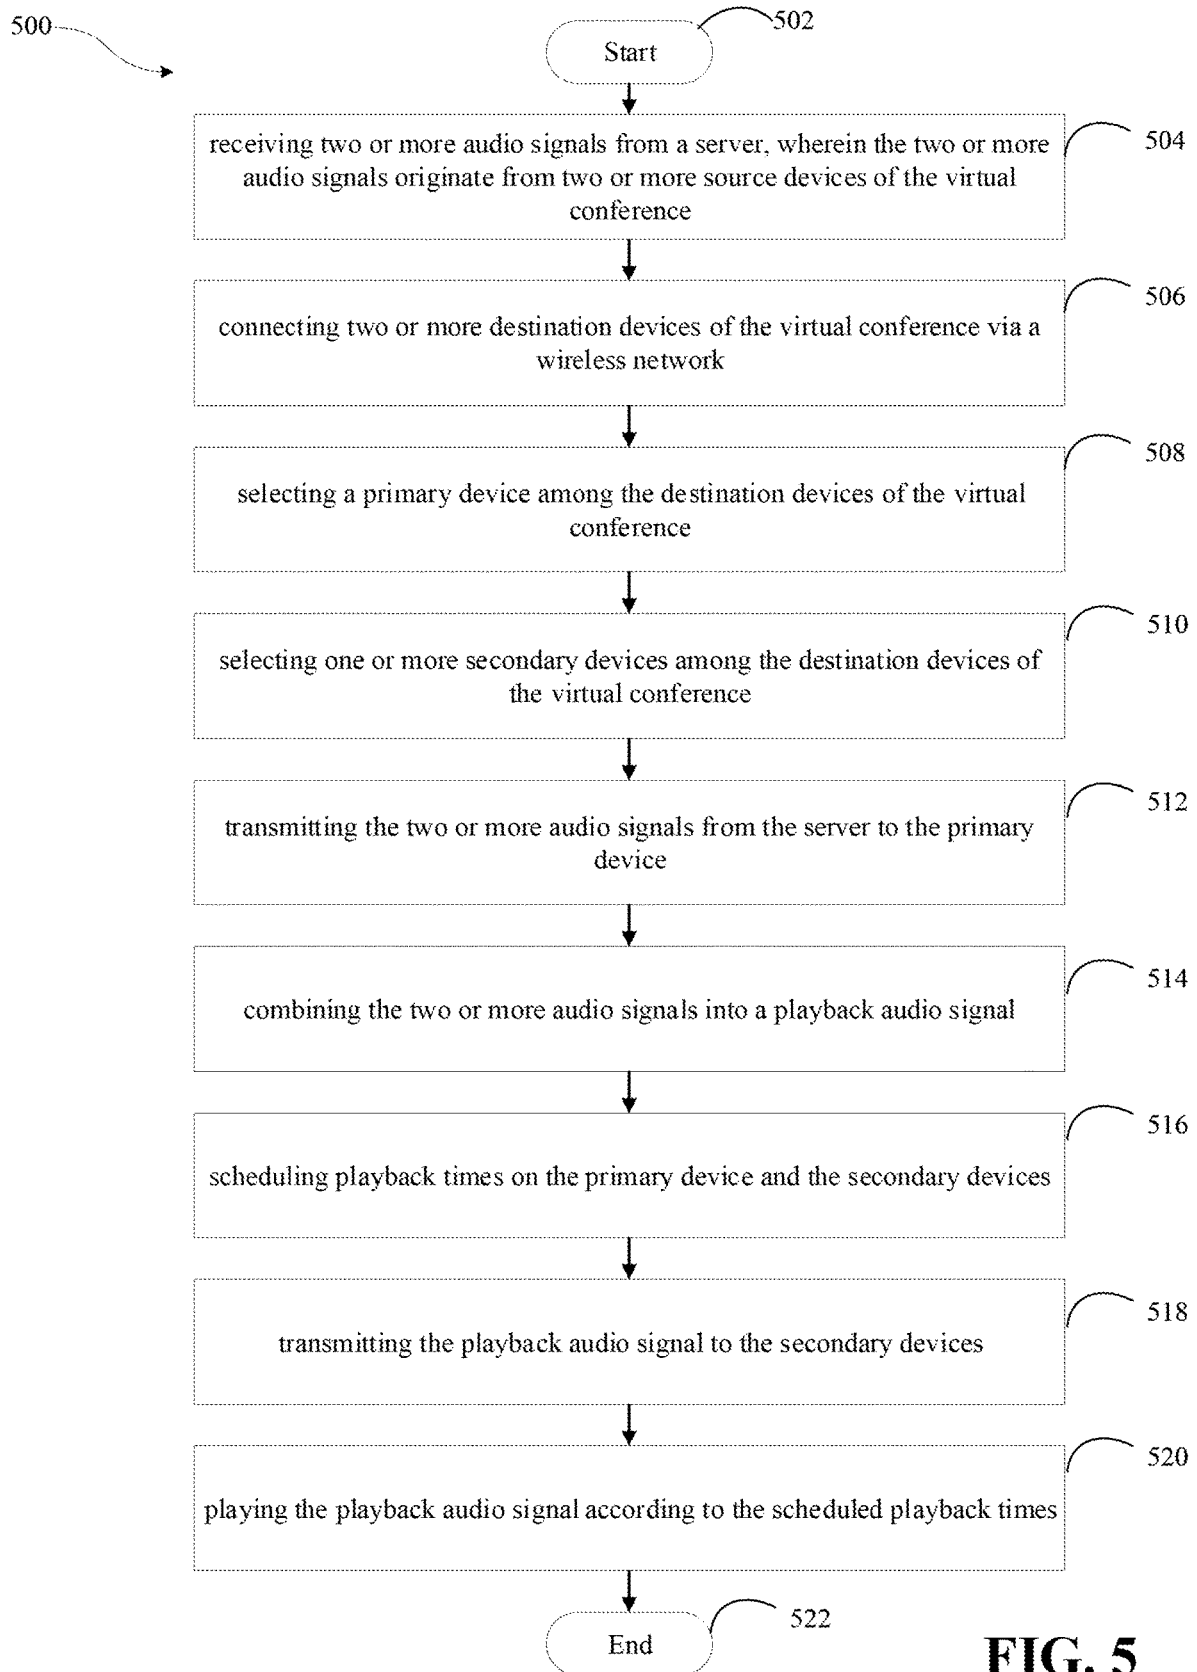 500
502
Start
504
receiving two or more audio signals from a server, wherein the two or more
audio signals originate from two or more source devices of the virtual
conference
506
connecting two or more destination devices of the virtual conference via a
wireless network
508
selecting a primary device among the destination devices of the virtual
conference
510
selecting one or more secondary devices among the destination devices of
the virtual conference
512
transmitting the two or more audio signals from the server to the primary
device
514
combining the two or more audio signals into a playback audio signal
516
scheduling playback times on the primary device and the secondary devices
518
transmitting the playback audio signal to the secondary devices
520
playing the playback audio signal according to the scheduled playback times
522
End
FIG. 5